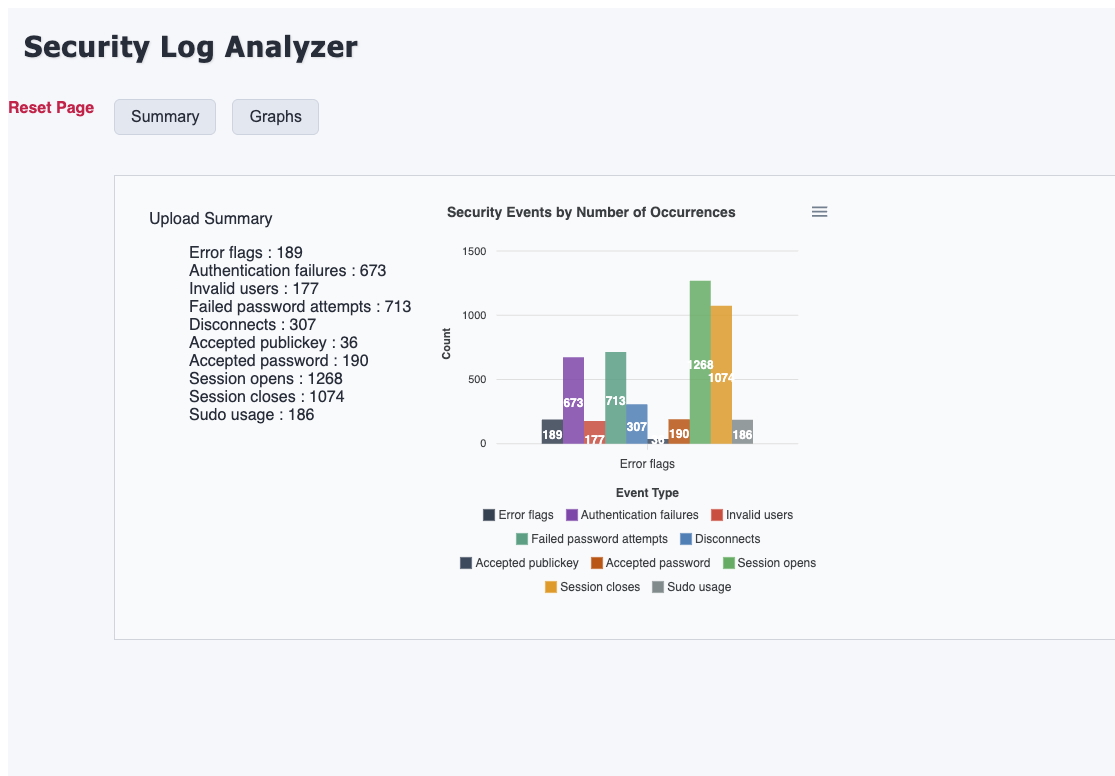 Security Log Analyzer
Reset Page
Summary
Graphs
Upload Summary
Error flags : 189
Authentication failures : 673
Invalid users : 177
Failed password attempts : 713
Disconnects : 307
Accepted publickey : 36
Accepted password : 190
Session opens : 1268
Session closes : 1074
Sudo usage : 186
Security Events by Number of Occurrences
1500
1000
500
0
Count
189
673
177
713
307
36
190
1268
1074
186
Error flags
Event Type
Error flags Authentication failures Invalid users
Failed password attempts Disconnects
Accepted publickey Accepted password Session opens
Session closes Sudo usage